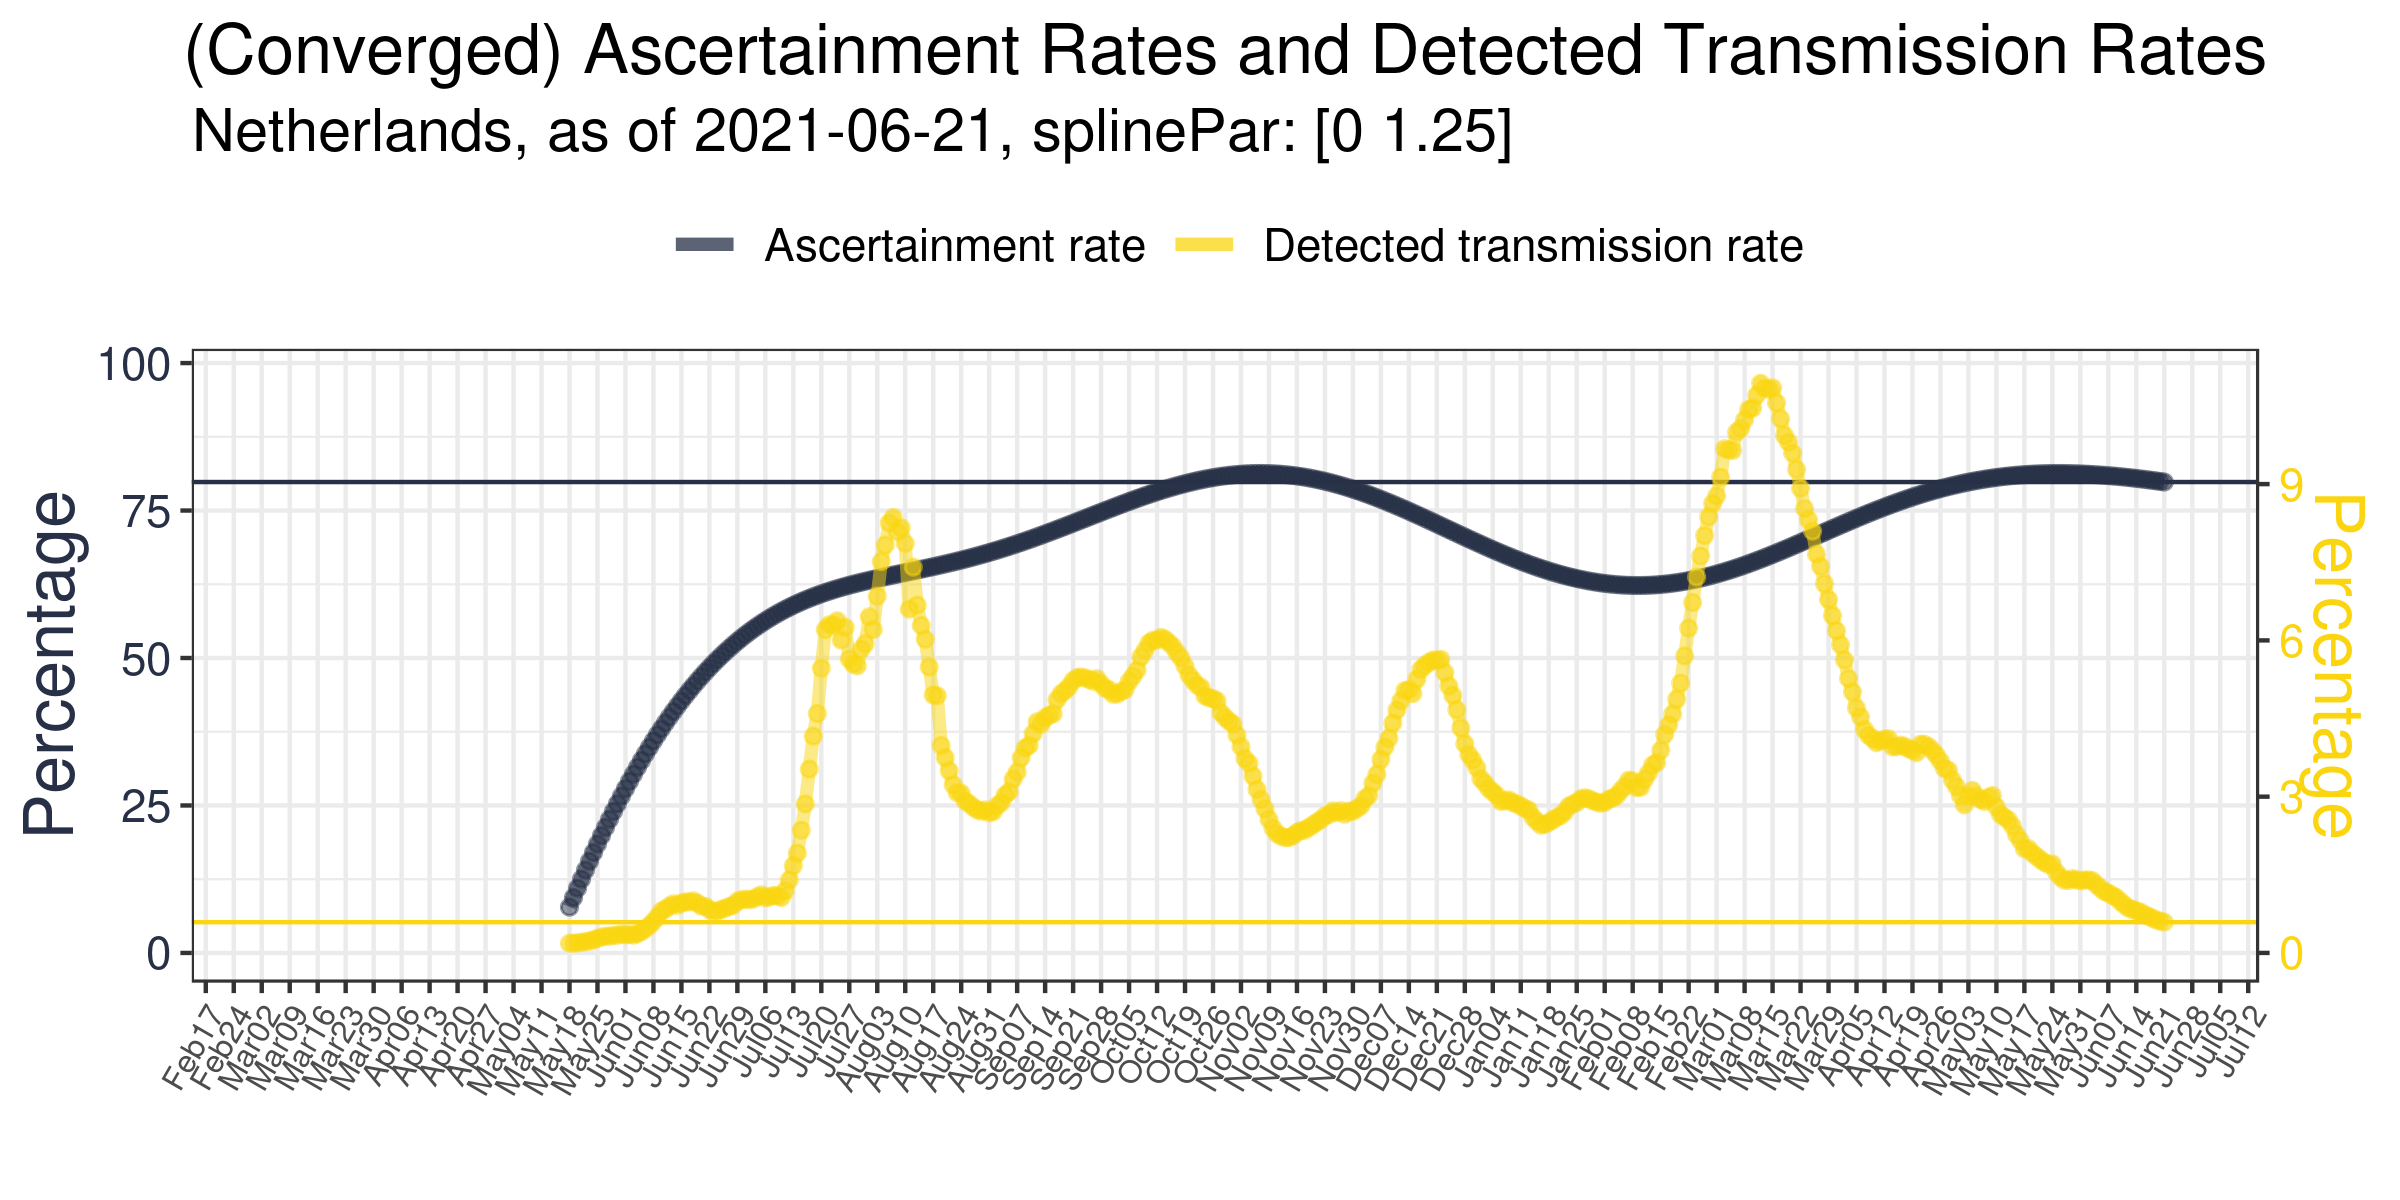 (Converged) Ascertainment Rates and Detected Transmission Rates
Netherlands, as of 2021-06-21, splinePar: [0 1.25]
Ascertainment rate
Detected transmission rate
Percentage
100
75
50
25
0
9
6
3
0
Percentage
Feb17
Feb24
Mar02
Mar09
Mar16
Mar23
Mar30
Apr06
Apr13
Apr20
Apr27
May04
May11
May18
May25
Jun01
Jun08
Jun15
Jun22
Jun29
Jul06
Jul13
Jul20
Jul27
Aug03
Aug10
Aug17
Aug24
Aug31
Sep07
Sep14
Sep21
Sep28
Oct05
Oct12
Oct19
Oct26
Nov02
Nov09
Nov16
Nov23
Nov30
Dec07
Dec14
Dec21
Dec28
Jan04
Jan11
Jan18
Jan25
Feb01
Feb08
Feb15
Feb22
Mar01
Mar08
Mar15
Mar22
Mar29
Apr05
Apr12
Apr19
Apr26
May03
May10
May17
May24
May31
Jun07
Jun14
Jun21
Jun28
Jul05
Jul12